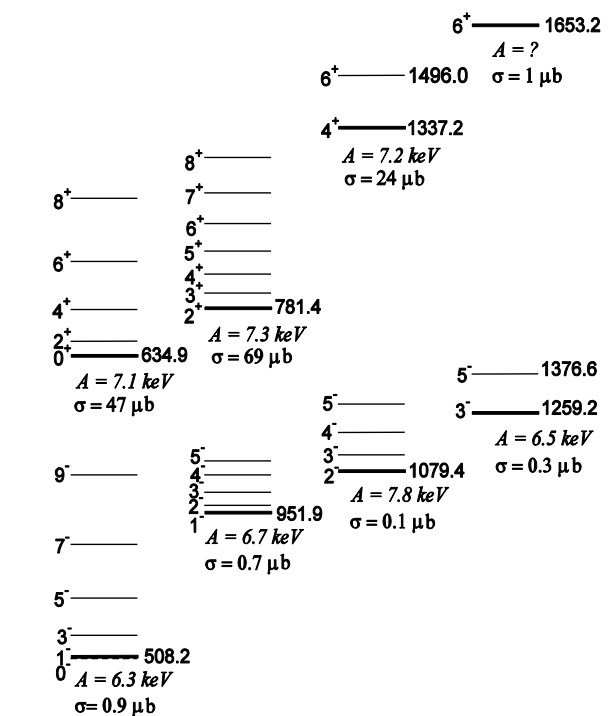 6⁺ 1653.2
A = ?
σ = 1 μb
6⁺ 1496.0
4⁺ 1337.2
A = 7.2 keV
σ = 24 μb
8⁺
7⁺
6⁺
5⁺
4⁺
3⁺
2⁺ 781.4
A = 7.3 keV
σ = 69 μb
8⁺
6⁺
4⁺
2⁺
0⁺ 634.9
A = 7.1 keV
σ = 47 μb
5⁻ 1376.6
3⁻ 1259.2
A = 6.5 keV
σ = 0.3 μb
5⁻
4⁻
3⁻
2⁻ 1079.4
A = 7.8 keV
σ = 0.1 μb
5⁻
4⁻
3⁻
2⁻
1⁻ 951.9
A = 6.7 keV
σ = 0.7 μb
9⁻
7⁻
5⁻
3⁻
1⁻ 508.2
0⁻
A = 6.3 keV
σ= 0.9 μb